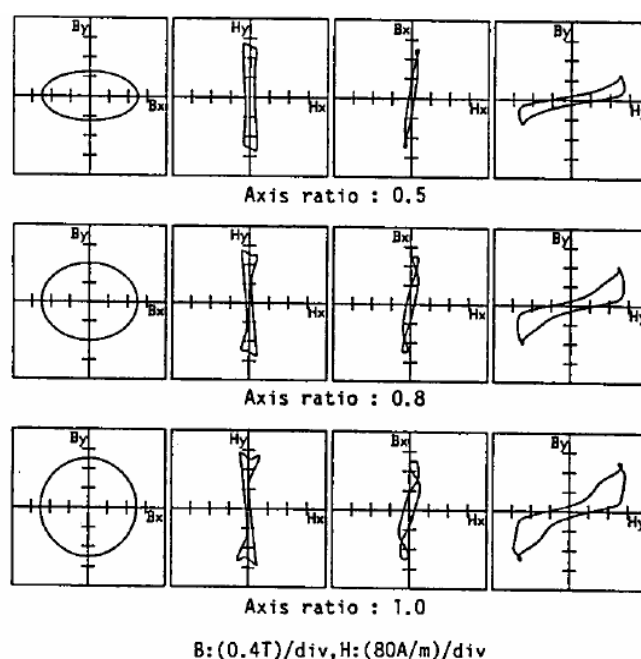 By Hy Bx By
Bx Hx Hx Hy
Axis ratio : 0.5
By Hy Bx By
Bx Hx Hx Hy
Axis ratio : 0.8
By Hy Bx By
Bx Hx Hx Hy
Axis ratio : 1.0
B:(0.4T)/div,H:(80A/m)/div